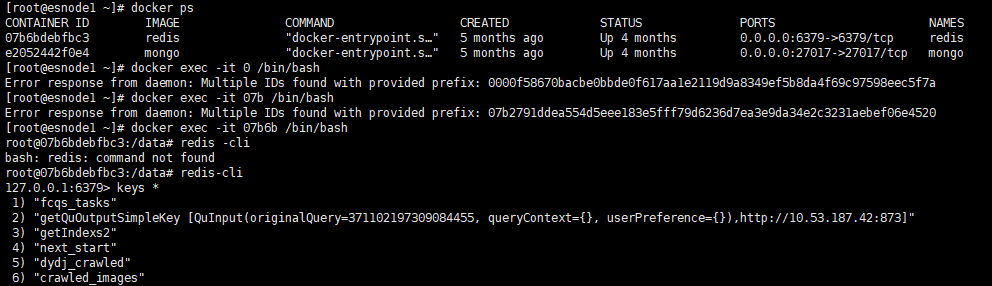 [root@esnode1 ~]# docker ps
CONTAINER ID        IMAGE               COMMAND                  CREATED             STATUS              PORTS                      NAMES
07b6bdebfbc3        redis               "docker-entrypoint.s…"   5 months ago        Up 4 months         0.0.0.0:6379->6379/tcp     redis
e2052442f0e4        mongo               "docker-entrypoint.s…"   5 months ago        Up 4 months         0.0.0.0:27017->27017/tcp   mongo
[root@esnode1 ~]# docker exec -it 0 /bin/bash
Error response from daemon: Multiple IDs found with provided prefix: 0000f58670bacbe0bbde0f617aa1e2119d9a8349ef5b8da4f69c97598eec5f7a
[root@esnode1 ~]# docker exec -it 07b /bin/bash
Error response from daemon: Multiple IDs found with provided prefix: 07b2791ddea554d5eee183e5fff79d6236d7ea3e9da34e2c3231aebef06e4520
[root@esnode1 ~]# docker exec -it 07b6b /bin/bash
root@07b6bdebfbc3:/data# redis -cli
bash: redis: command not found
root@07b6bdebfbc3:/data# redis-cli
127.0.0.1:6379> keys *
 1) "fcqs_tasks"
 2) "getQuOutputSimpleKey [QuInput(originalQuery=371102197309084455, queryContext={}, userPreference={}),http://10.53.187.42:873]"
 3) "getIndexs2"
 4) "next_start"
 5) "dydj_crawled"
 6) "crawled_images"